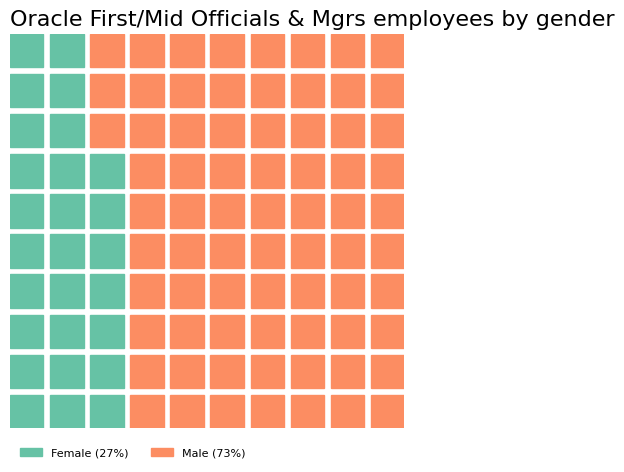 Oracle First/Mid Officials & Mgrs employees by gender
Female (27%) Male (73%)